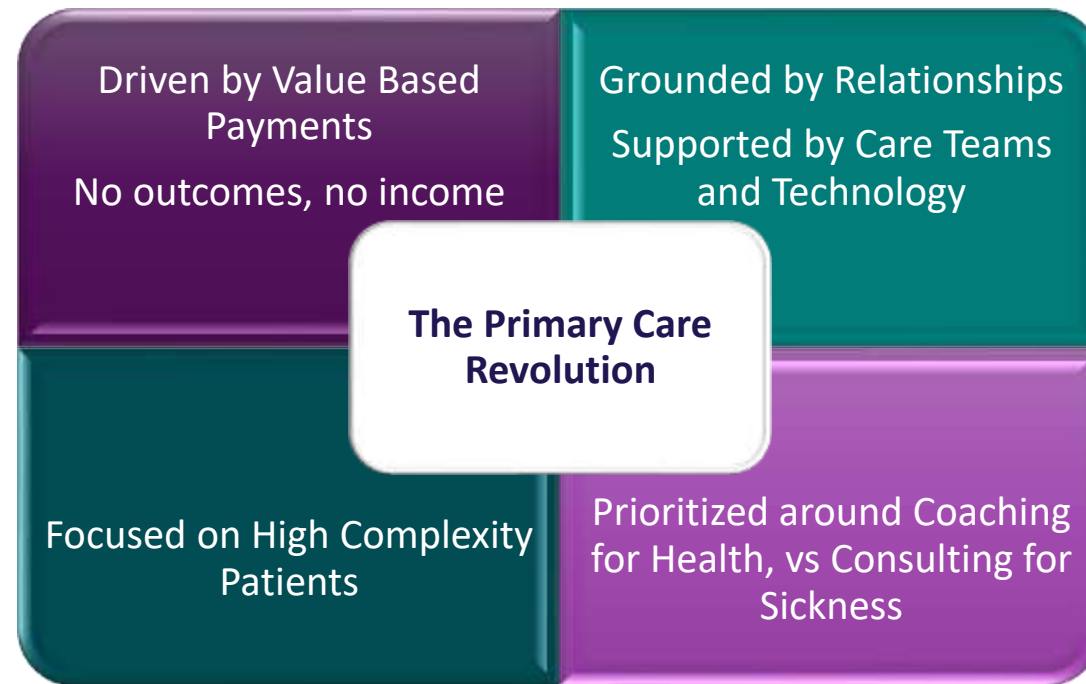 Driven by Value Based
Payments
No outcomes, no income
Grounded by Relationships
Supported by Care Teams
and Technology
The Primary Care
Revolution
Focused on High Complexity
Patients
Prioritized around Coaching
for Health, vs Consulting for
Sickness